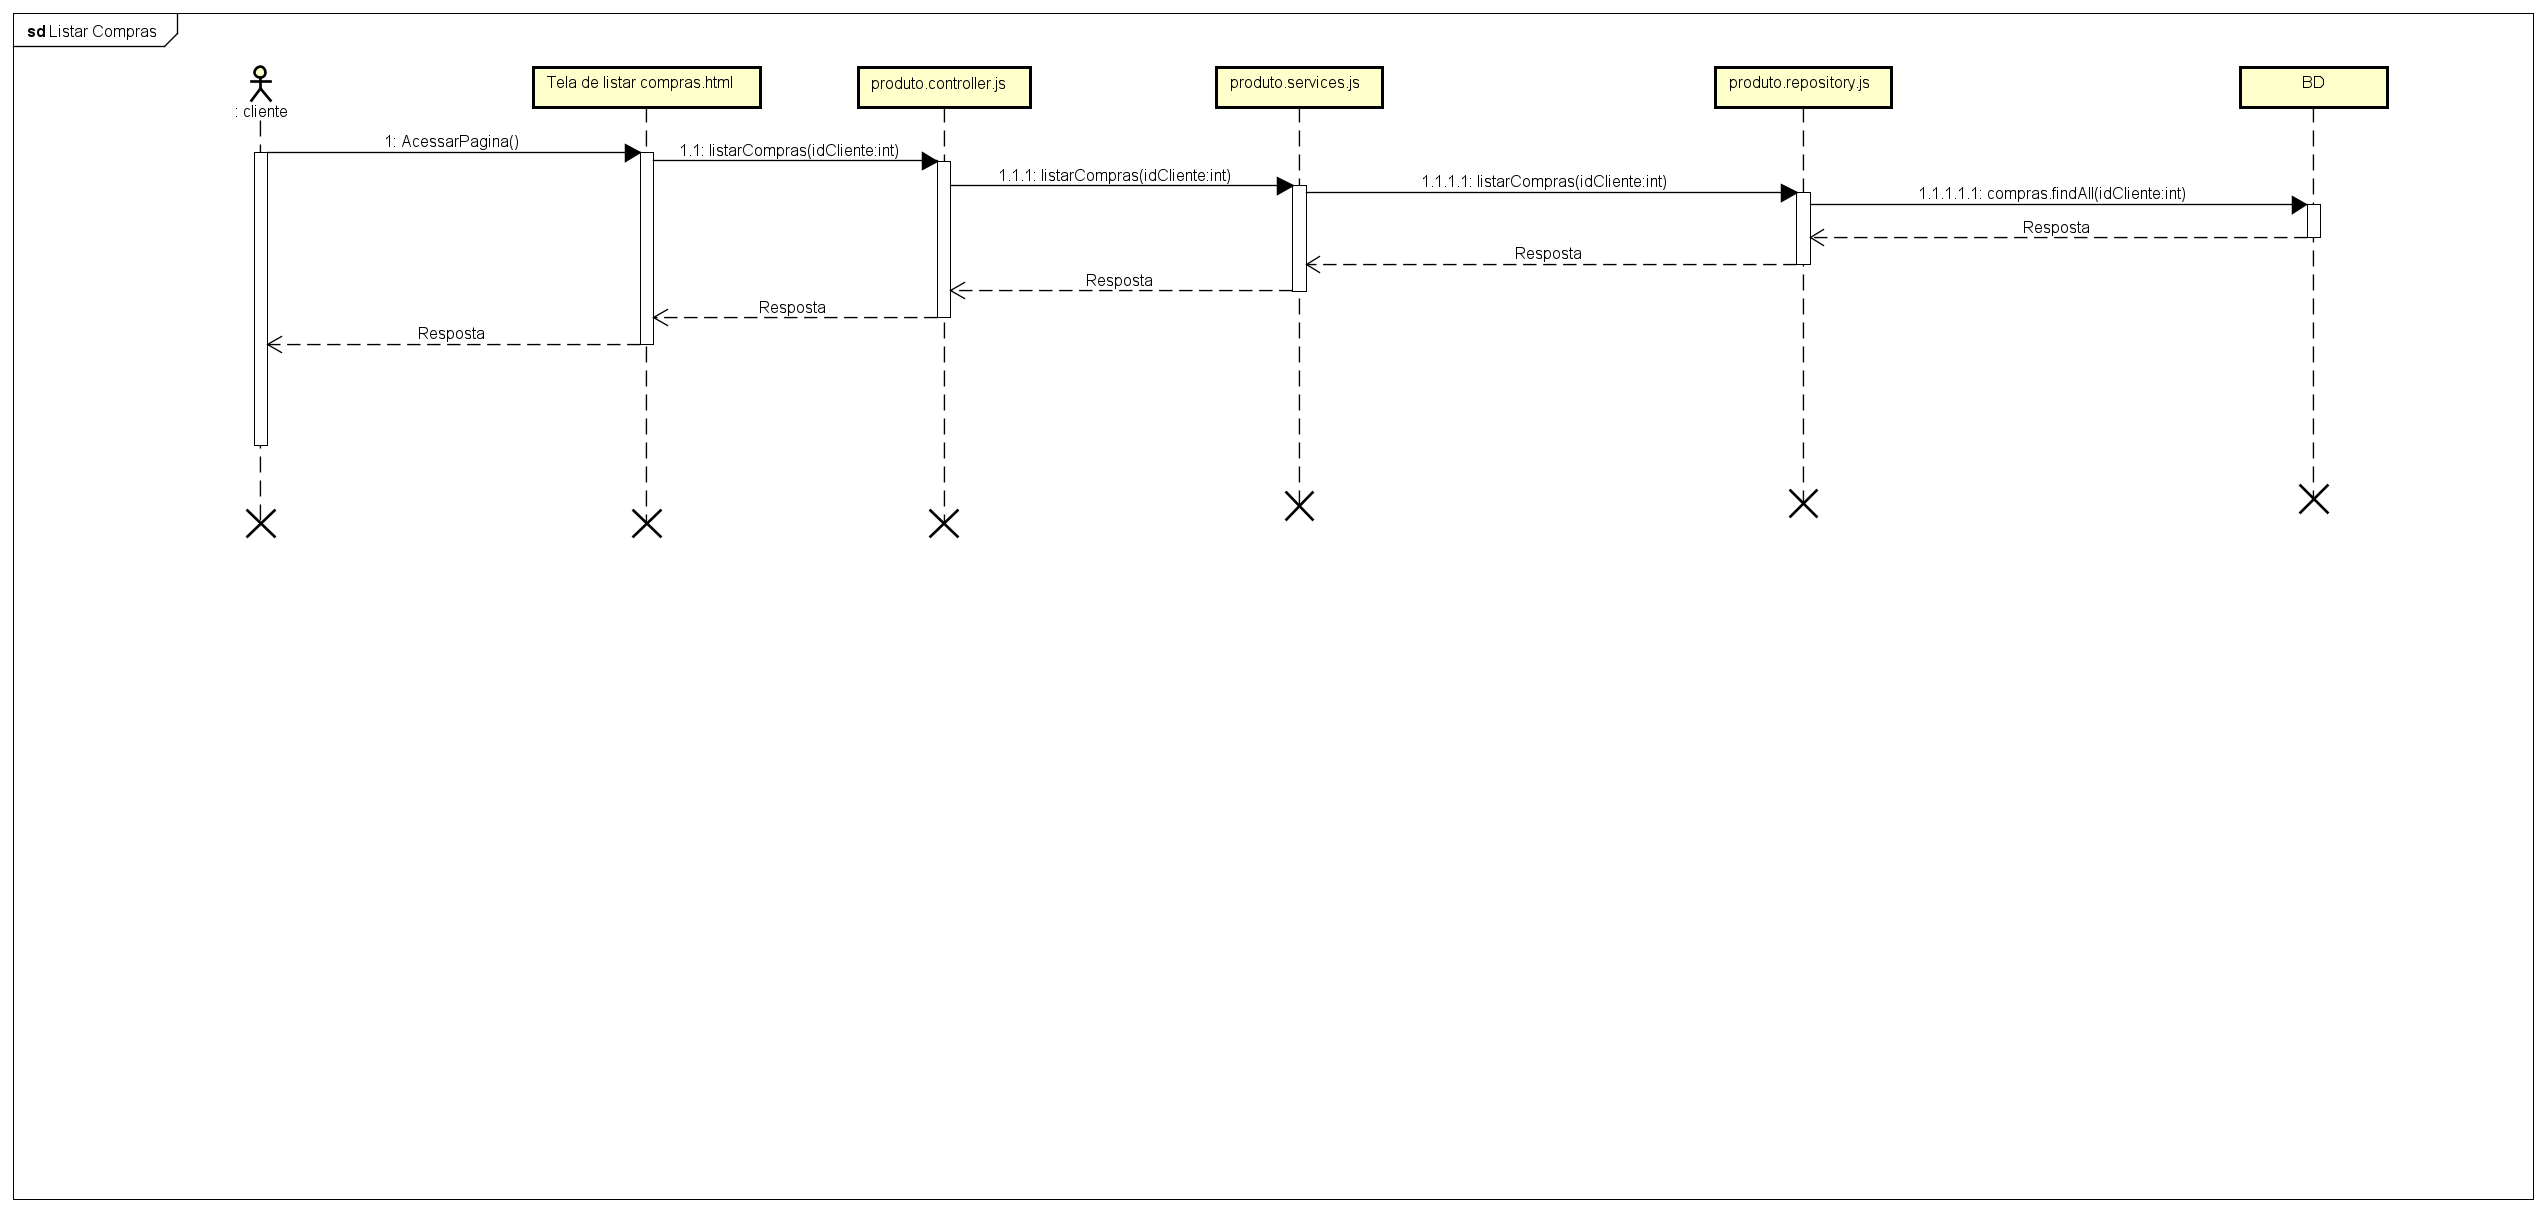 sd Listar Compras
: cliente
Tela de listar compras.html
produto.controller.js
produto.services.js
produto.repository.js
BD
1: AcessarPagina()
1.1: listarCompras(idCliente:int)
1.1.1: listarCompras(idCliente:int)
1.1.1.1: listarCompras(idCliente:int)
1.1.1.1.1: compras.findAll(idCliente:int)
Resposta
Resposta
Resposta
Resposta
Resposta